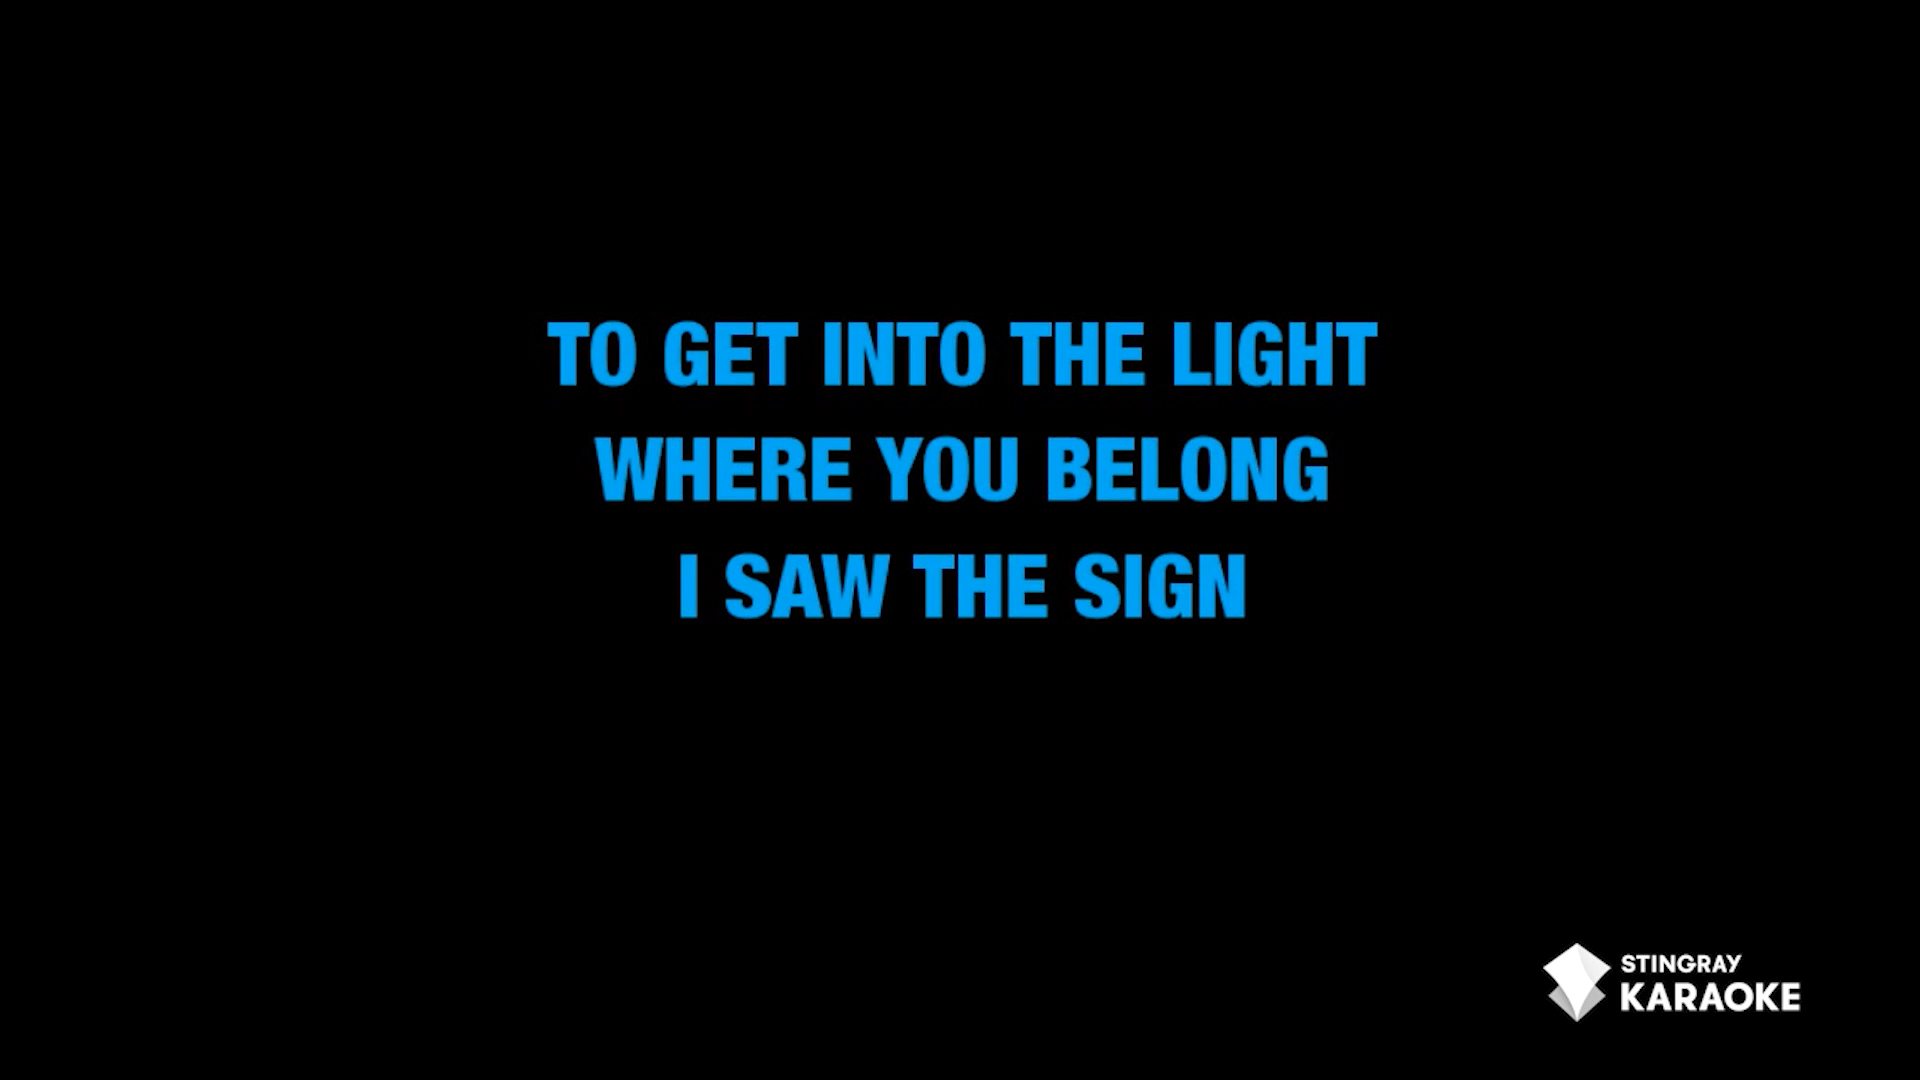 TO GET INTO THE LIGHT
WHERE YOU BELONG
I SAW THE SIGN
STINGRAY
KARAOKE